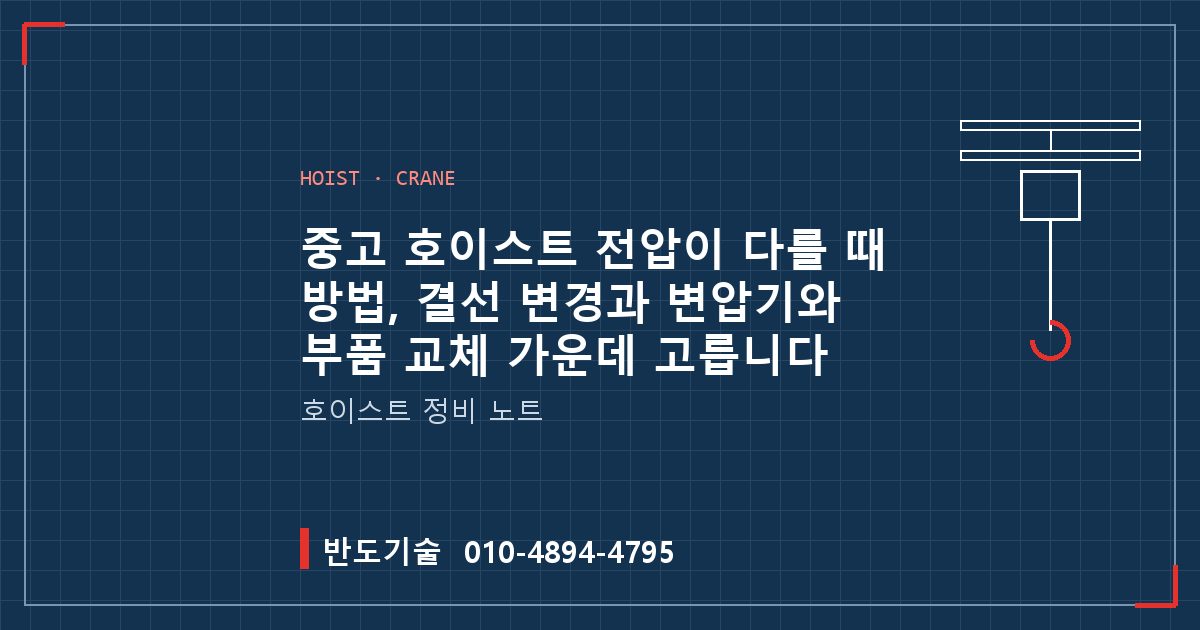 HOIST · CRANE
중고 호이스트 전압이 다를 때
방법, 결선 변경과 변압기와
부품 교체 가운데 고릅니다
호이스트 정비 노트
반도기술 010-4894-4795